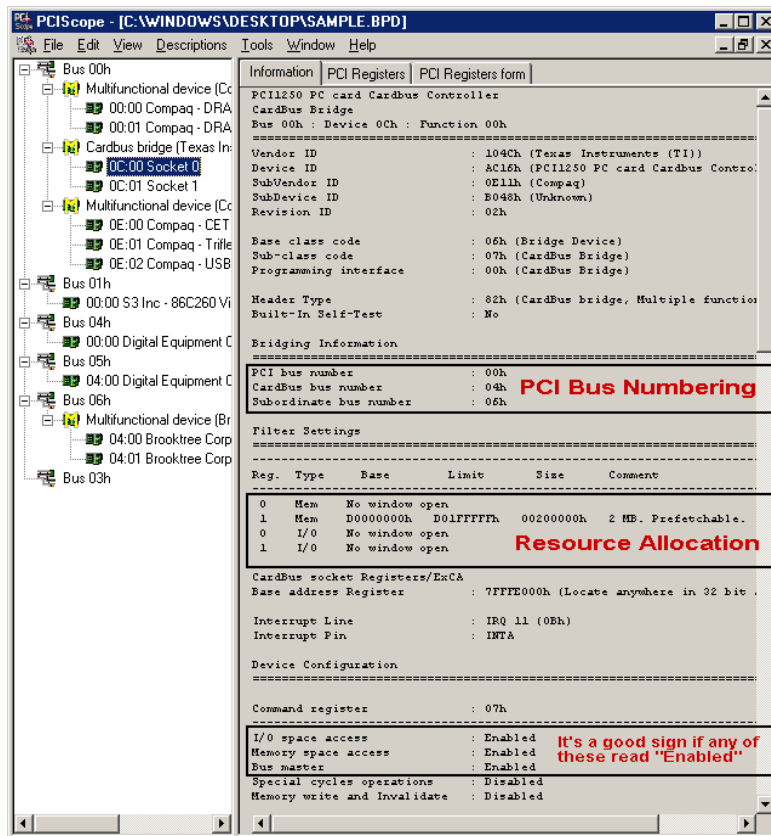 PCIScope - [C:\WINDOWS\DESKTOP\SAMPLE.BPD]
File Edit View Descriptions Tools Window Help
Bus 00h
Multifunctional device (Co
00:00 Compaq - DRA
00:01 Compaq - DRA
Cardbus bridge (Texas In
0C:00 Socket 0
0C:01 Socket 1
Multifunctional device (Co
0E:00 Compaq - CET
0E:01 Compaq - Trifle
0E:02 Compaq - USB
Bus 01h
00:00 S3 Inc - 86C260 Vi
Bus 04h
00:00 Digital Equipment C
Bus 05h
04:00 Digital Equipment C
Bus 06h
Multifunctional device (Br
04:00 Brooktree Corp
04:01 Brooktree Corp
Bus 03h
Information PCI Registers PCI Registers form
PCI1250 PC card Cardbus Controller
CardBus Bridge
Bus 00h : Device 0Ch : Function 00h
Vendor ID : 104Ch (Texas Instruments (TI))
Device ID : AC16h (PCI1250 PC card Cardbus Contro
SubVendor ID : 0E11h (Compaq)
SubDevice ID : B048h (Unknown)
Revision ID : 02h
Base class code : 06h (Bridge Device)
Sub-class code : 07h (CardBus Bridge)
Programming interface : 00h (CardBus Bridge)
Header Type : 82h (CardBus bridge, Multiple function
Built-In Self-Test : No
Bridging Information
PCI bus number : 00h
CardBus bus number : 04h
Subordinate bus number : 06h
PCI Bus Numbering
Filter Settings
Reg. Type Base Limit Size Comment
0 Mem No window open
1 Mem D0000000h D01FFFFFh 00200000h 2 MB. Prefetchable.
0 I/O No window open
1 I/O No window open
Resource Allocation
CardBus socket Registers/ExCA
Base address Register : 7FFFE000h (Locate anywhere in 32 bit
Interrupt Line : IRQ 11 (0Bh)
Interrupt Pin : INTA
Device Configuration
Command register : 07h
I/O space access : Enabled
Memory space access : Enabled
Bus master : Enabled
It's a good sign if any of
these read "Enabled"
Special cycles operations : Disabled
Memory write and Invalidate : Disabled